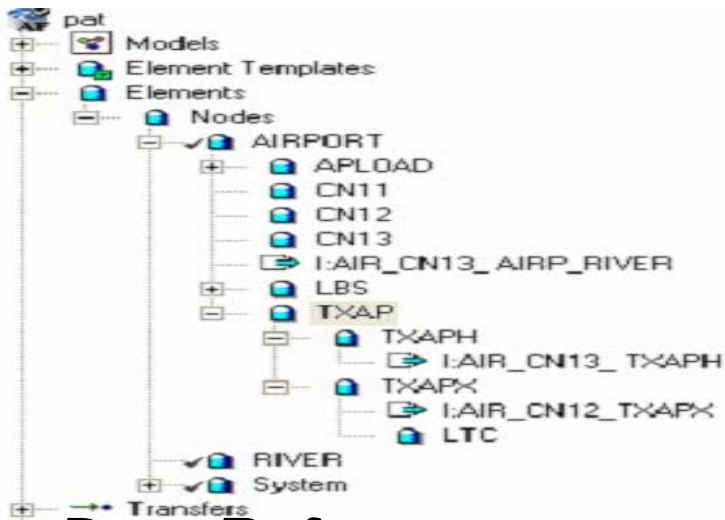 pat
Models
Element Templates
Elements
Nodes
AIRPORT
APLOAD
CN11
CN12
CN13
I:AIR_CN13_AIRP_RIVER
LBS
TXAP
TXAPH
I:AIR_CN13_TXAPH
TXAPX
I:AIR_CN12_TXAPX
LTC
RIVER
System
Transfers